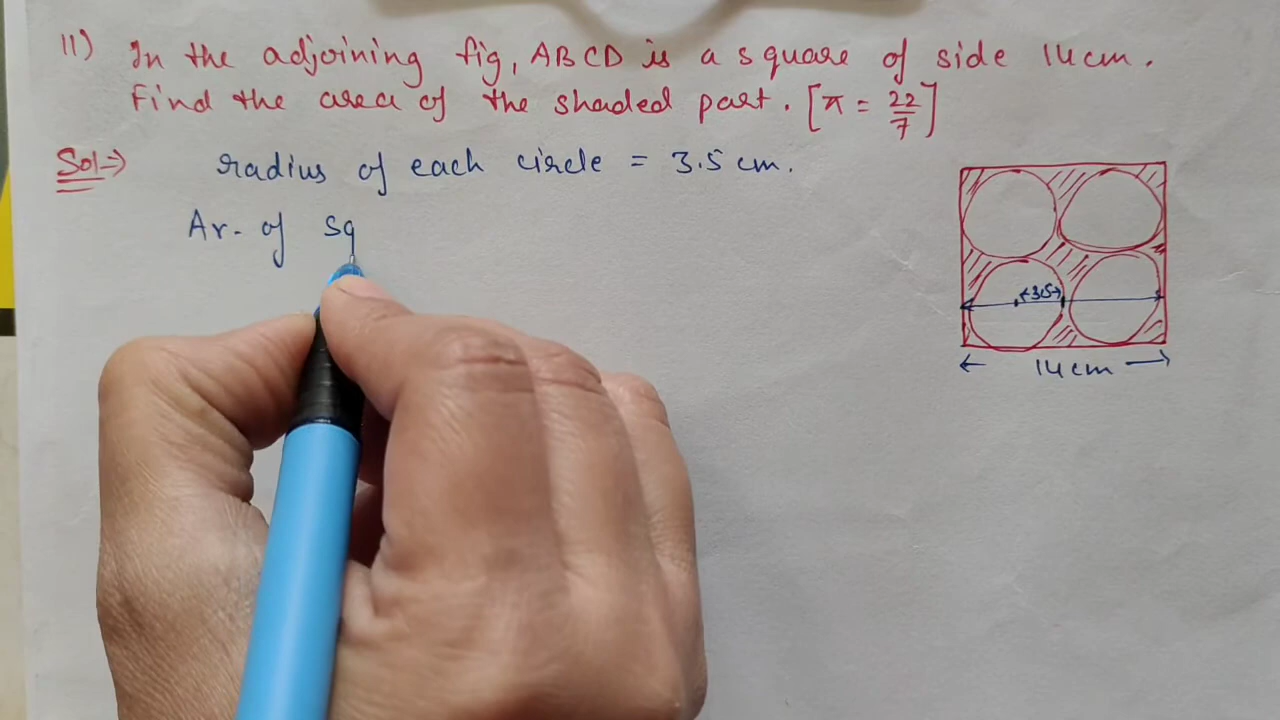 11) In the adjoining fig, ABCD is a square of side 14cm.
Find the area of the shaded part. [π = 22/7]
Sol→ radius of each circle = 3.5 cm.
Ar. of sq
3.5
14cm